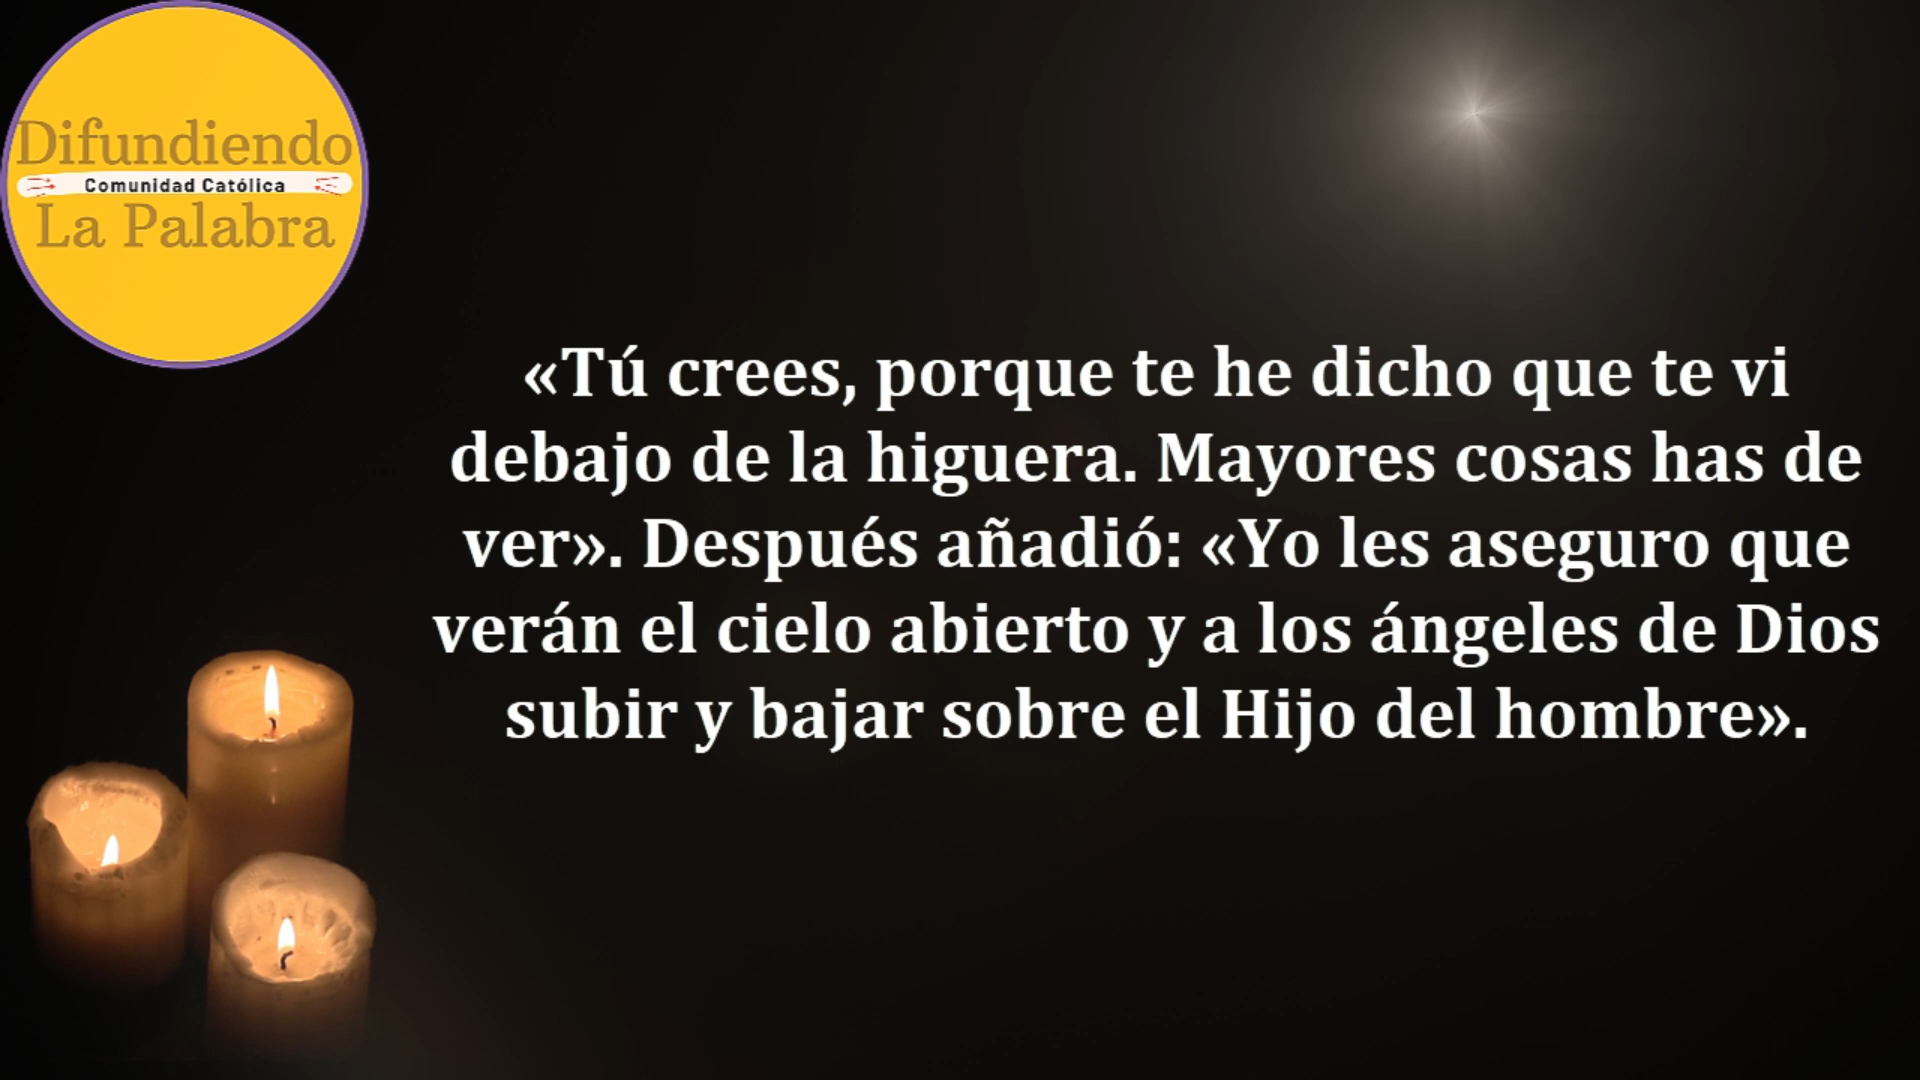 Difundiendo
Comunidad Católica
La Palabra
«Tú crees, porque te he dicho que te vi
debajo de la higuera. Mayores cosas has de
ver». Después añadió: «Yo les aseguro que
verán el cielo abierto y a los ángeles de Dios
subir y bajar sobre el Hijo del hombre».